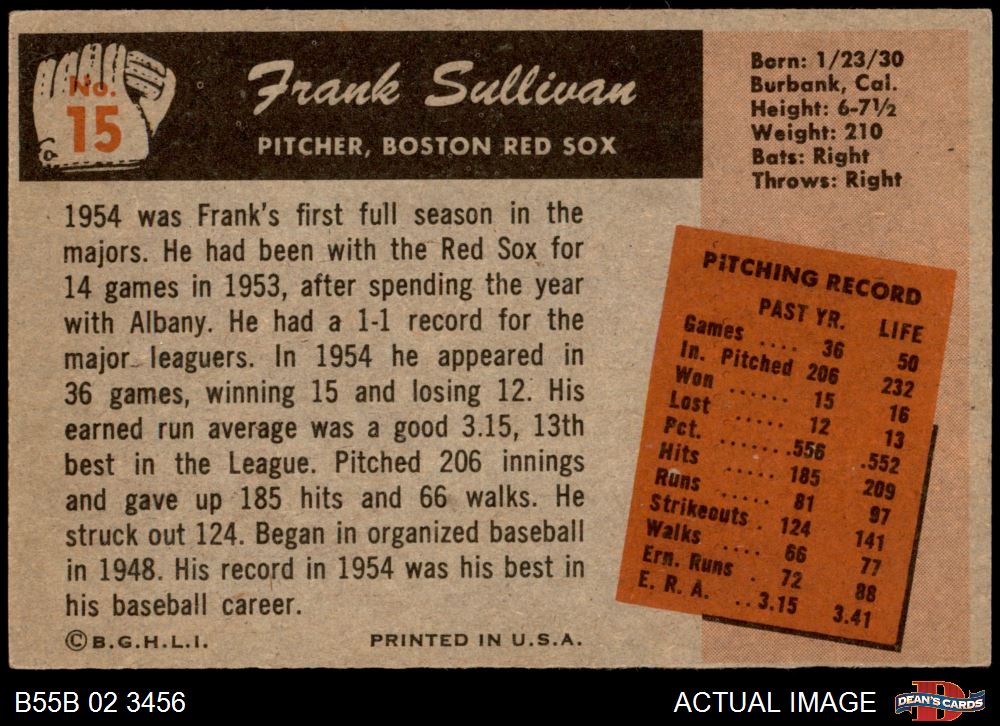 No.
15
Frank Sullivan
PITCHER, BOSTON RED SOX
Born: 1/23/30
Burbank, Cal.
Height: 6-7½
Weight: 210
Bats: Right
Throws: Right
1954 was Frank's first full season in the
majors. He had been with the Red Sox for
14 games in 1953, after spending the year
with Albany. He had a 1-1 record for the
major leaguers. In 1954 he appeared in
36 games, winning 15 and losing 12. His
earned run average was a good 3.15, 13th
best in the League. Pitched 206 innings
and gave up 185 hits and 66 walks. He
struck out 124. Began in organized baseball
in 1948. His record in 1954 was his best in
his baseball career.
PITCHING RECORD
PAST YR. LIFE
Games .... 36 50
In. Pitched 206 232
Won ...... 15 16
Lost ..... 12 13
Pct. ...... .556 .552
Hits ..... 185 209
Runs ..... 81 97
Strikeouts . 124 141
Walks .... 66 77
Ern. Runs . 72 88
E. R. A. .. 3.15 3.41
©B.G.H.L.I. PRINTED IN U.S.A.
B55B 02 3456 ACTUAL IMAGE
D
DEAN'S CARDS